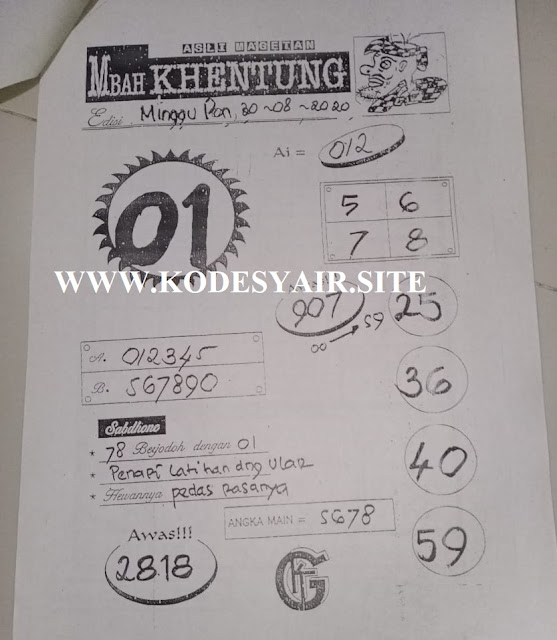 ASLI MAGETAN
MBAH KHENTUNG
Edisi Minggu Pon, 30~08~2020
Ai = 012
01
5 6
7 8
WWW.KODESYAIR.SITE
907
00 → 59
25
A. 012345
B. 567890
36
Sabdhone
* 78 Berjodoh dengan 01
* Penapi Latihan dng Ular
* Hewannya pedas Rasanya
40
ANGKA MAIN = 5678
Awas!!!
2818
59